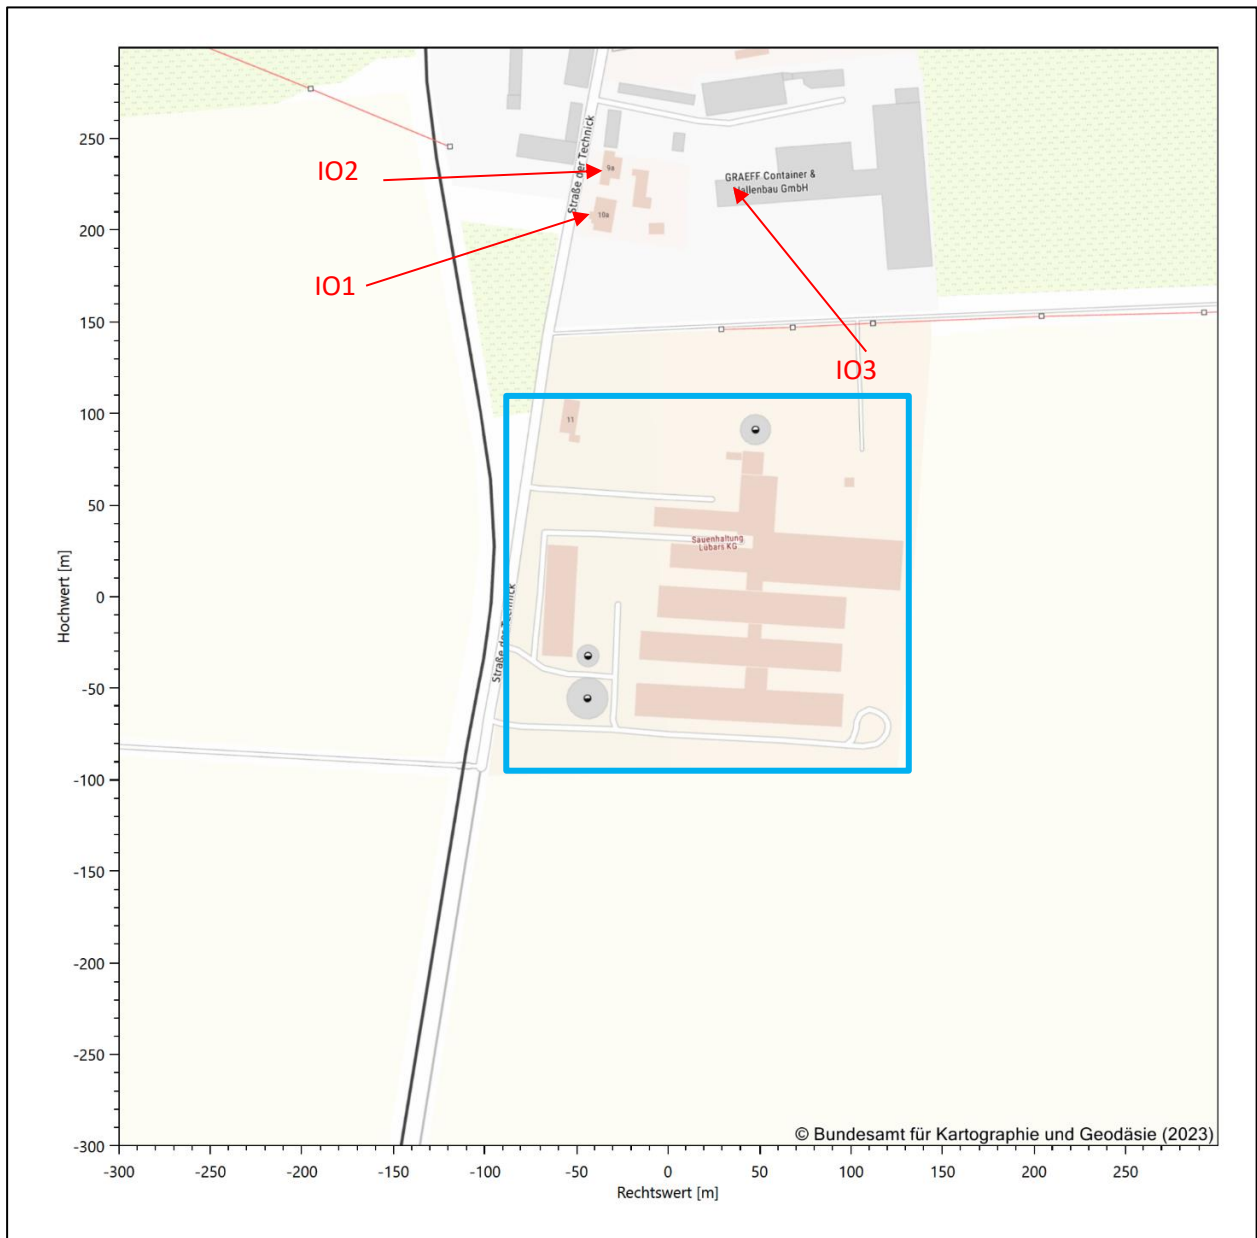 IO2
IO1
IO3
Straße der Technick
9a
10a
GRAEFF Container &
Hallenbau GmbH
11
Sauenhaltung
Lübars KG
Straße der Technick
© Bundesamt für Kartographie und Geodäsie (2023)
Hochwert [m]
250
200
150
100
50
0
-50
-100
-150
-200
-250
-300
-300
-250
-200
-150
-100
-50
0
50
100
150
200
250
Rechtswert [m]